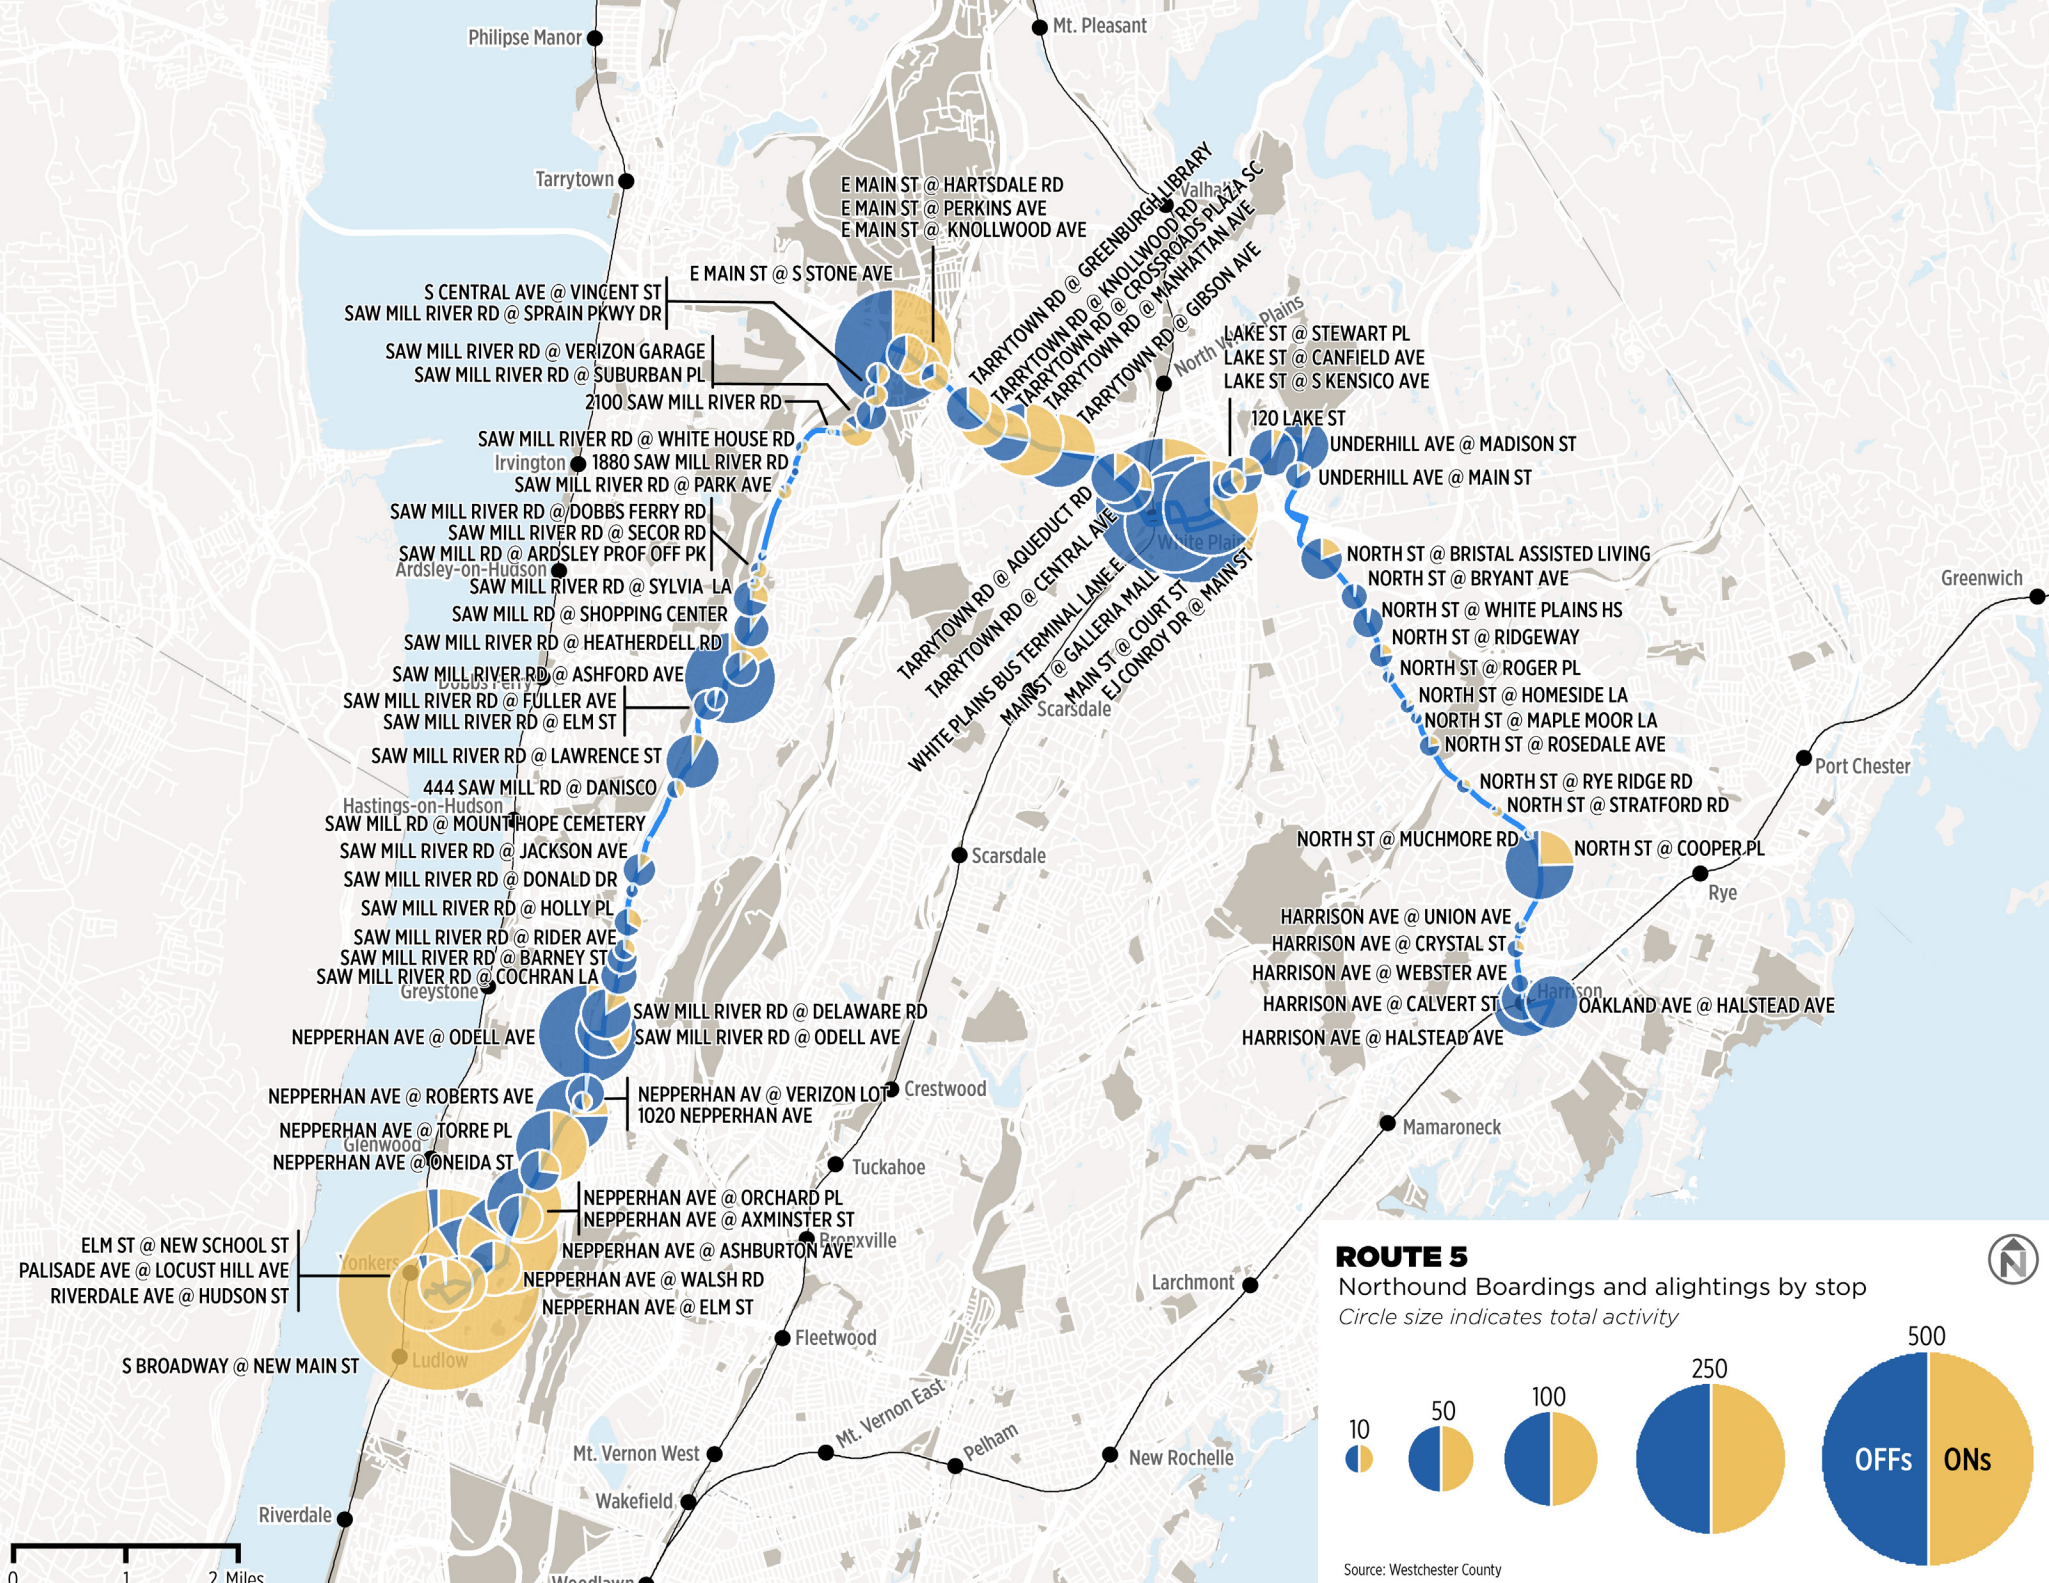 Philipse Manor
Mt. Pleasant
Tarrytown
E MAIN ST @ HARTSDALE RD
E MAIN ST @ PERKINS AVE
E MAIN ST @ KNOLLWOOD AVE
E MAIN ST @ S STONE AVE
S CENTRAL AVE @ VINCENT ST
SAW MILL RIVER RD @ SPRAIN PKWY DR
SAW MILL RIVER RD @ VERIZON GARAGE
SAW MILL RIVER RD @ SUBURBAN PL
2100 SAW MILL RIVER RD
SAW MILL RIVER RD @ WHITE HOUSE RD
Irvington
1880 SAW MILL RIVER RD
SAW MILL RIVER RD @ PARK AVE
SAW MILL RIVER RD @ DOBBS FERRY RD
SAW MILL RIVER RD @ SECOR RD
SAW MILL RD @ ARDSLEY PROF OFF PK
Ardsley-on-Hudson
SAW MILL RIVER RD @ SYLVIA LA
SAW MILL RD @ SHOPPING CENTER
SAW MILL RIVER RD @ HEATHERDELL RD
SAW MILL RIVER RD @ ASHFORD AVE
Dobbs Ferry
SAW MILL RIVER RD @ FULLER AVE
SAW MILL RIVER RD @ ELM ST
SAW MILL RIVER RD @ LAWRENCE ST
444 SAW MILL RD @ DANISCO
Hastings-on-Hudson
SAW MILL RD @ MOUNT HOPE CEMETERY
SAW MILL RIVER RD @ JACKSON AVE
SAW MILL RIVER RD @ DONALD DR
SAW MILL RIVER RD @ HOLLY PL
SAW MILL RIVER RD @ RIDER AVE
SAW MILL RIVER RD @ BARNEY ST
SAW MILL RIVER RD @ COCHRAN LA
Greystone
SAW MILL RIVER RD @ DELAWARE RD
NEPPERHAN AVE @ ODELL AVE
SAW MILL RIVER RD @ ODELL AVE
NEPPERHAN AVE @ ROBERTS AVE
NEPPERHAN AV @ VERIZON LOT
1020 NEPPERHAN AVE
NEPPERHAN AVE @ TORRE PL
Glenwood
NEPPERHAN AVE @ ONEIDA ST
NEPPERHAN AVE @ ORCHARD PL
NEPPERHAN AVE @ AXMINSTER ST
NEPPERHAN AVE @ ASHBURTON AVE
NEPPERHAN AVE @ WALSH RD
NEPPERHAN AVE @ ELM ST
ELM ST @ NEW SCHOOL ST
PALISADE AVE @ LOCUST HILL AVE
RIVERDALE AVE @ HUDSON ST
Yonkers
S BROADWAY @ NEW MAIN ST
Ludlow
Riverdale
TARRYTOWN RD @ GREENBURGH LIBRARY
TARRYTOWN RD @ KNOLLWOOD RD
TARRYTOWN RD @ CROSSROADS PLAZA SC
TARRYTOWN RD @ MANHATTAN AVE
TARRYTOWN RD @ GIBSON AVE
Valhalla
North White Plains
LAKE ST @ STEWART PL
LAKE ST @ CANFIELD AVE
LAKE ST @ S KENSICO AVE
120 LAKE ST
UNDERHILL AVE @ MADISON ST
UNDERHILL AVE @ MAIN ST
TARRYTOWN RD @ AQUEDUCT RD
TARRYTOWN RD @ CENTRAL AVE
WHITE PLAINS BUS TERMINAL LANE E
MAIN ST @ GALLERIA MALL
MAIN ST @ COURT ST
EJ CONROY DR @ MAIN ST
White Plains
Scarsdale
NORTH ST @ BRISTAL ASSISTED LIVING
NORTH ST @ BRYANT AVE
NORTH ST @ WHITE PLAINS HS
NORTH ST @ RIDGEWAY
NORTH ST @ ROGER PL
NORTH ST @ HOMESIDE LA
NORTH ST @ MAPLE MOOR LA
NORTH ST @ ROSEDALE AVE
NORTH ST @ RYE RIDGE RD
NORTH ST @ STRATFORD RD
NORTH ST @ MUCHMORE RD
NORTH ST @ COOPER PL
HARRISON AVE @ UNION AVE
HARRISON AVE @ CRYSTAL ST
HARRISON AVE @ WEBSTER AVE
HARRISON AVE @ CALVERT ST
Harrison
OAKLAND AVE @ HALSTEAD AVE
HARRISON AVE @ HALSTEAD AVE
Greenwich
Port Chester
Rye
Scarsdale
Crestwood
Mamaroneck
Tuckahoe
Bronxville
Larchmont
Fleetwood
Mt. Vernon East
Pelham
New Rochelle
Mt. Vernon West
Wakefield
Woodlawn
0 1 2 Miles
ROUTE 5
Northound Boardings and alightings by stop
Circle size indicates total activity
10
50
100
250
500
OFFs
ONs
N
Source: Westchester County